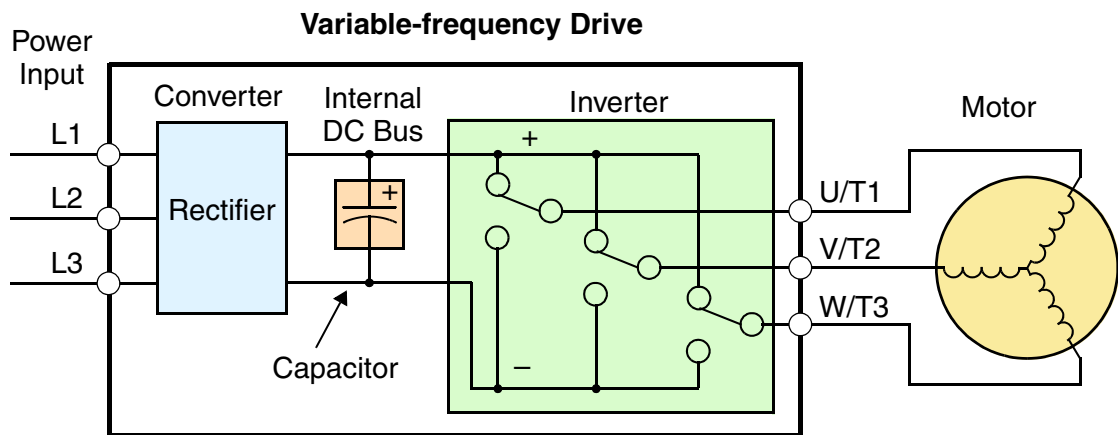 Variable-frequency Drive
Power
Input
Converter
Internal
DC Bus
Inverter
Motor
L1
L2
L3
Rectifier
+
+
–
Capacitor
U/T1
V/T2
W/T3